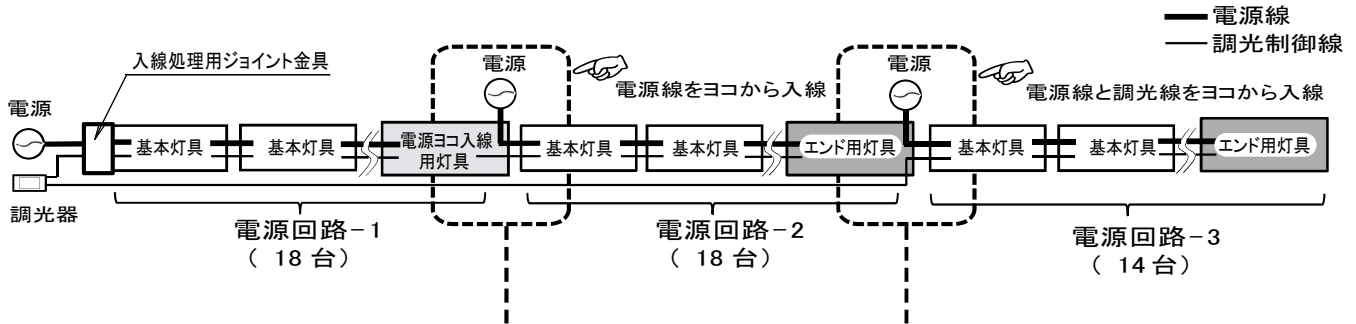 電源線
調光制御線
入線処理用ジョイント金具
電源
電源線をヨコから入線
電源
電源線と調光線をヨコから入線
電源
基本灯具
基本灯具
電源ヨコ入線
用灯具
基本灯具
基本灯具
エンド用灯具
基本灯具
基本灯具
エンド用灯具
調光器
電源回路-1
( 18台)
電源回路-2
( 18台)
電源回路-3
( 14台)